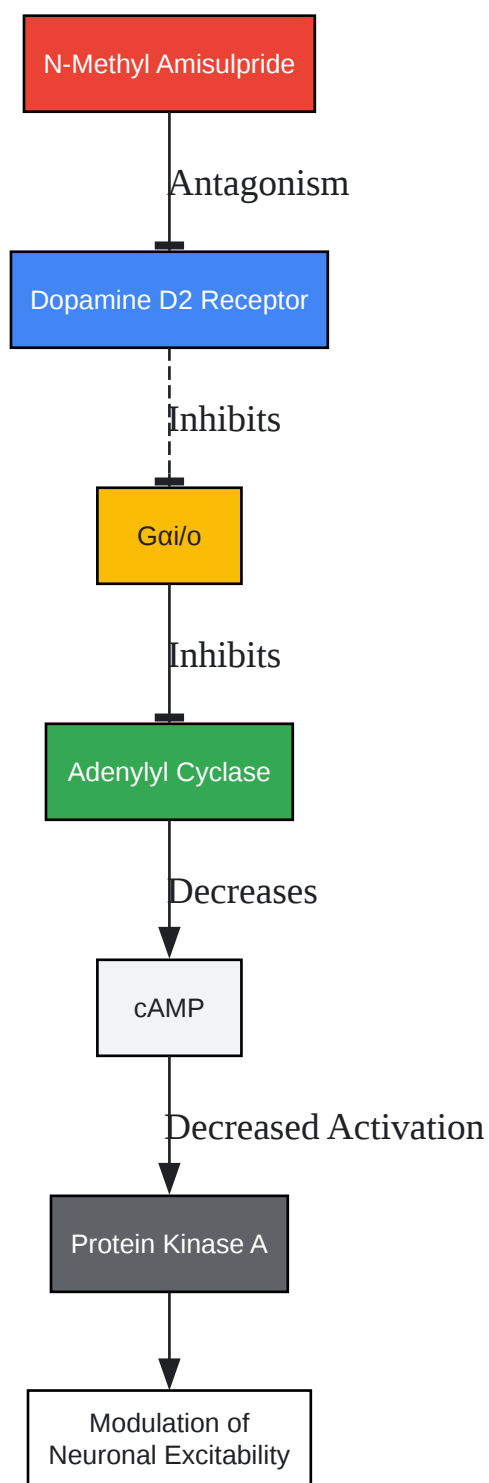 N-Methyl Amisulpride
Antagonism
Dopamine D2 Receptor
Inhibits
Gαi/o
Inhibits
Adenylyl Cyclase
Decreases
cAMP
Decreased Activation
Protein Kinase A
Modulation of
Neuronal Excitability